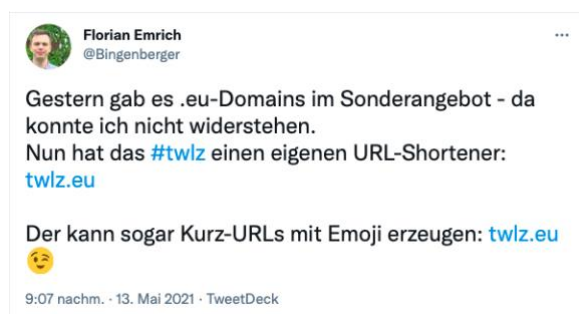 Florian Emrich
@Bingenberger
Gestern gab es .eu-Domains im Sonderangebot - da
konnte ich nicht widerstehen.
Nun hat das #twlz einen eigenen URL-Shortener:
twlz.eu
Der kann sogar Kurz-URLs mit Emoji erzeugen: twlz.eu
😉
9:07 nachm. · 13. Mai 2021 · TweetDeck